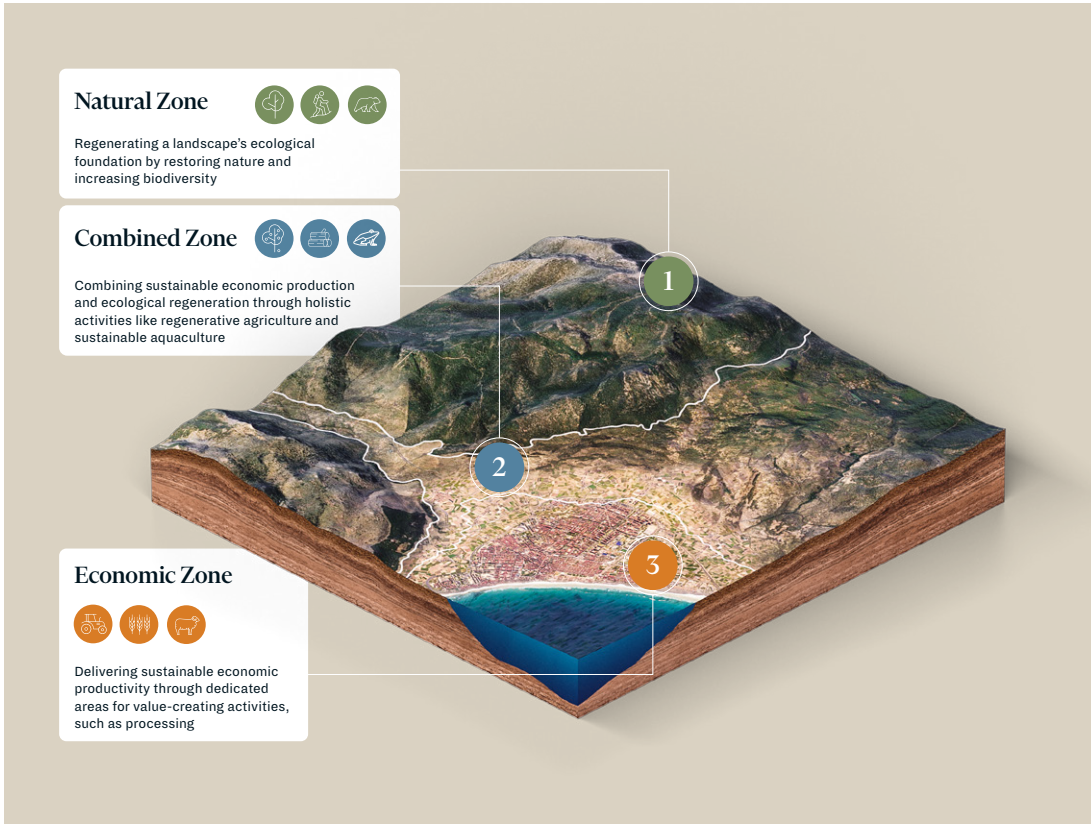 Natural Zone
Regenerating a landscape’s ecological
foundation by restoring nature and
increasing biodiversity
Combined Zone
Combining sustainable economic production
and ecological regeneration through holistic
activities like regenerative agriculture and
sustainable aquaculture
1
2
3
Economic Zone
Delivering sustainable economic
productivity through dedicated
areas for value-creating activities,
such as processing